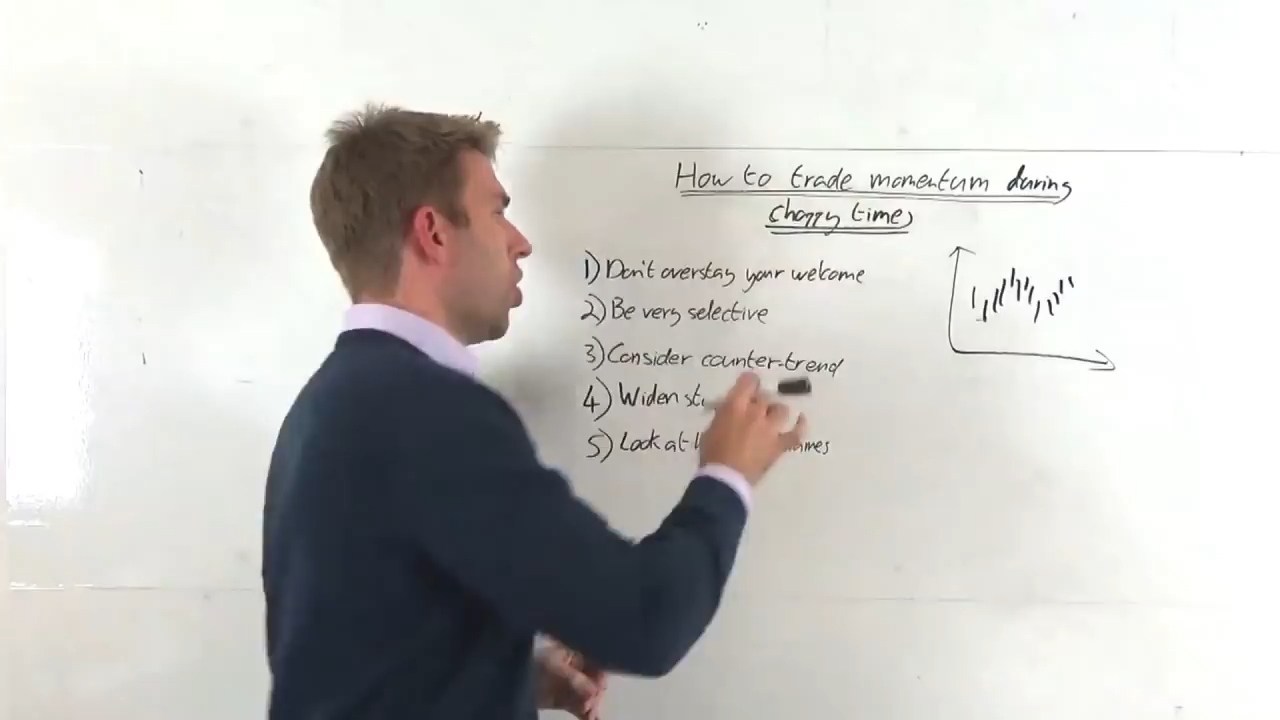 How to trade momentum during
choppy times
1) Don't overstay your welcome
2) Be very selective
3) Consider counter-trend
4) Widen
5) Look at